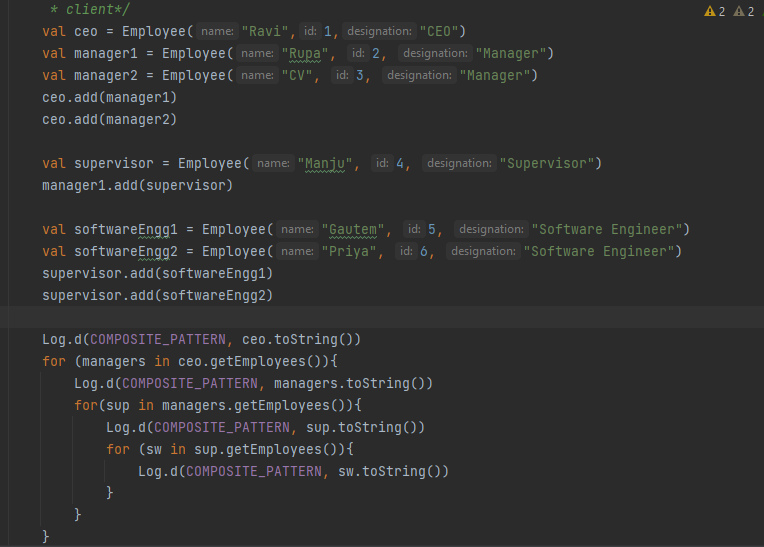 * client*/
val ceo = Employee( name: "Ravi", id: 1, designation: "CEO")
val manager1 = Employee( name: "Rupa", id: 2, designation: "Manager")
val manager2 = Employee( name: "CV", id: 3, designation: "Manager")
ceo.add(manager1)
ceo.add(manager2)
val supervisor = Employee( name: "Manju", id: 4, designation: "Supervisor")
manager1.add(supervisor)
val softwareEngg1 = Employee( name: "Gautem", id: 5, designation: "Software Engineer")
val softwareEngg2 = Employee( name: "Priya", id: 6, designation: "Software Engineer")
supervisor.add(softwareEngg1)
supervisor.add(softwareEngg2)
Log.d(COMPOSITE_PATTERN, ceo.toString())
for (managers in ceo.getEmployees()){
Log.d(COMPOSITE_PATTERN, managers.toString())
for(sup in managers.getEmployees()){
Log.d(COMPOSITE_PATTERN, sup.toString())
for (sw in sup.getEmployees()){
Log.d(COMPOSITE_PATTERN, sw.toString())
}
}
}
2 2